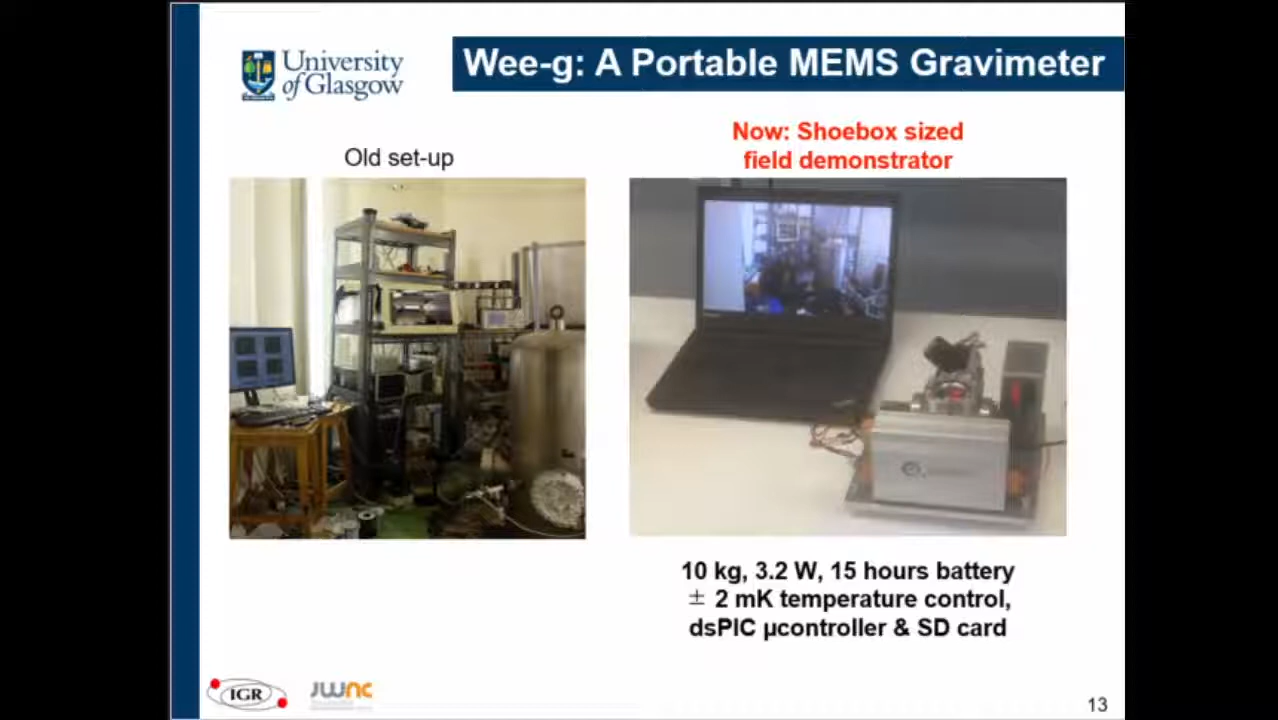 University
of Glasgow
Wee-g: A Portable MEMS Gravimeter
Old set-up
Now: Shoebox sized
field demonstrator
10 kg, 3.2 W, 15 hours battery
± 2 mK temperature control,
dsPIC µcontroller & SD card
IGR
JWNC
13